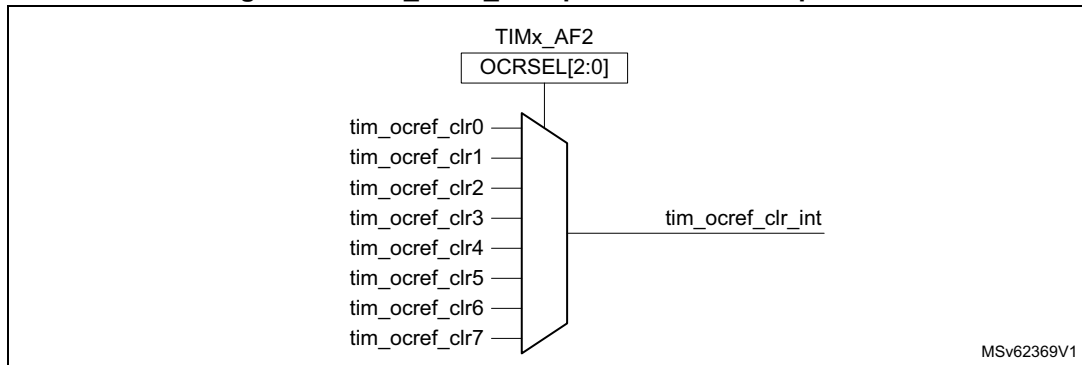 TIMx_AF2
OCRSEL[2:0]
tim_ocref_clr0
tim_ocref_clr1
tim_ocref_clr2
tim_ocref_clr3
tim_ocref_clr4
tim_ocref_clr5
tim_ocref_clr6
tim_ocref_clr7
tim_ocref_clr_int
MSv62369V1